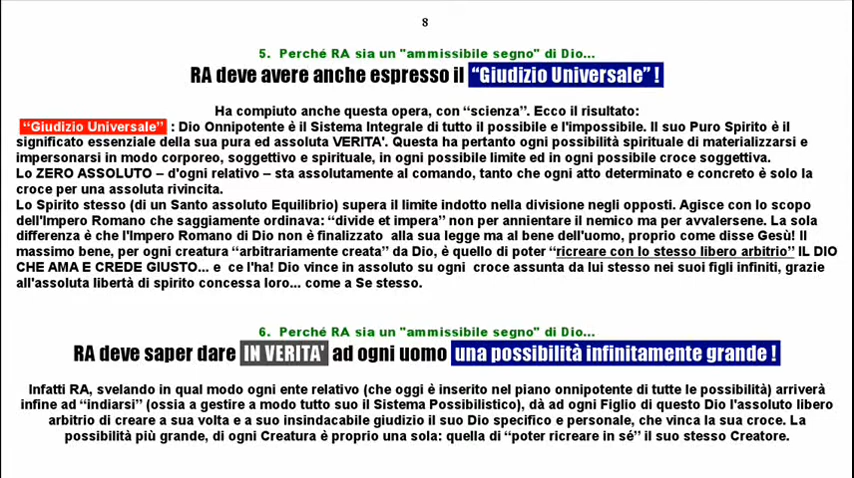 8
5. Perché RA sia un "ammissibile segno" di Dio...
RA deve avere anche espresso il “Giudizio Universale” !
Ha compiuto anche questa opera, con “scienza”. Ecco il risultato:
“Giudizio Universale” : Dio Onnipotente è il Sistema Integrale di tutto il possibile e l'impossibile. Il suo Puro Spirito è il
significato essenziale della sua pura ed assoluta VERITA'. Questa ha pertanto ogni possibilità spirituale di materializzarsi e
impersonarsi in modo corporeo, soggettivo e spirituale, in ogni possibile limite ed in ogni possibile croce soggettiva.
Lo ZERO ASSOLUTO – d'ogni relativo – sta assolutamente al comando, tanto che ogni atto determinato e concreto è solo la
croce per una assoluta rivincita.
Lo Spirito stesso (di un Santo assoluto Equilibrio) supera il limite indotto nella divisione negli opposti. Agisce con lo scopo
dell'Impero Romano che saggiamente ordinava: “divide et impera” non per annientare il nemico ma per avvalersene. La sola
differenza è che l'Impero Romano di Dio non è finalizzato alla sua legge ma al bene dell'uomo, proprio come disse Gesù! Il
massimo bene, per ogni creatura “arbitrariamente creata” da Dio, è quello di poter “ricreare con lo stesso libero arbitrio” IL DIO
CHE AMA E CREDE GIUSTO... e ce l'ha! Dio vince in assoluto su ogni croce assunta da lui stesso nei suoi figli infiniti, grazie
all'assoluta libertà di spirito concessa loro... come a Se stesso.
6. Perché RA sia un "ammissibile segno" di Dio...
RA deve saper dare IN VERITA' ad ogni uomo una possibilità infinitamente grande !
Infatti RA, svelando in qual modo ogni ente relativo (che oggi è inserito nel piano onnipotente di tutte le possibilità) arriverà
infine ad “indiarsi” (ossia a gestire a modo tutto suo il Sistema Possibilistico), dà ad ogni Figlio di questo Dio l'assoluto libero
arbitrio di creare a sua volta e a suo insindacabile giudizio il suo Dio specifico e personale, che vinca la sua croce. La
possibilità più grande, di ogni Creatura è proprio una sola: quella di “poter ricreare in sé” il suo stesso Creatore.